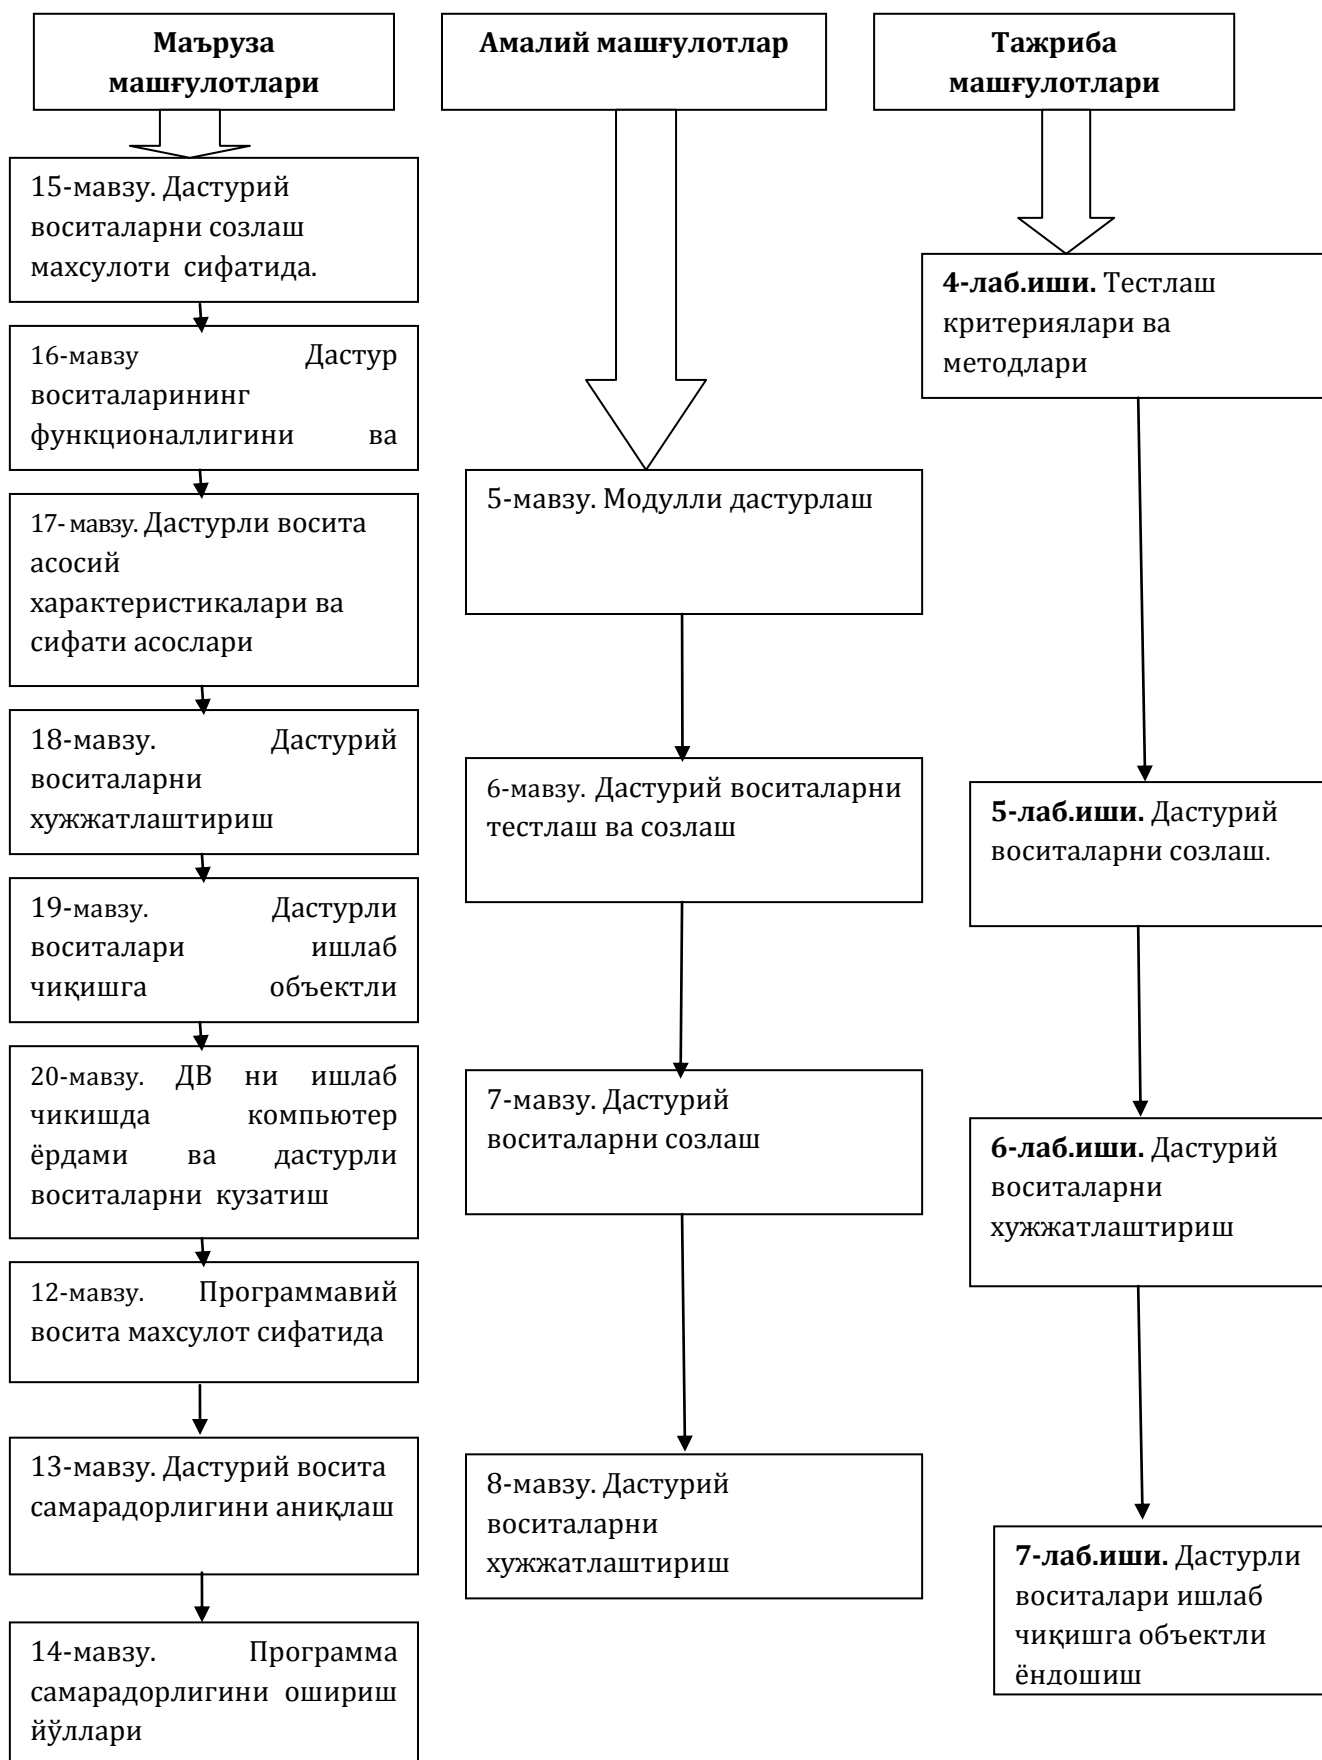 Маъруза
машғулотлари
15-мавзу. Дастурий
воситаларни созлаш
махсулоти сифатида.
16-мавзу Дастур
воситаларининг
функционаллигини ва
17- мавзу. Дастурли восита
асосий
характеристикалари ва
сифати асослари
18-мавзу. Дастурий
воситаларни
хужжатлаштириш
19-мавзу. Дастурли
воситалари ишлаб
чиқишга объектли
20-мавзу. ДВ ни ишлаб
чикишда компьютер
ёрдами ва дастурли
воситаларни кузатиш
12-мавзу. Программавий
восита махсулот сифатида
13-мавзу. Дастурий восита
самарадорлигини аниқлаш
14-мавзу. Программа
самарадорлигини ошириш
йўллари
Амалий машғулотлар
5-мавзу. Модулли дастурлаш
6-мавзу. Дастурий воситаларни
тестлаш ва созлаш
7-мавзу. Дастурий
воситаларни созлаш
8-мавзу. Дастурий
воситаларни
хужжатлаштириш
Тажриба
машғулотлари
4-лаб.иши. Тестлаш
критериялари ва
методлари
5-лаб.иши. Дастурий
воситаларни созлаш.
6-лаб.иши. Дастурий
воситаларни
хужжатлаштириш
7-лаб.иши. Дастурли
воситалари ишлаб
чиқишга объектли
ёндошиш